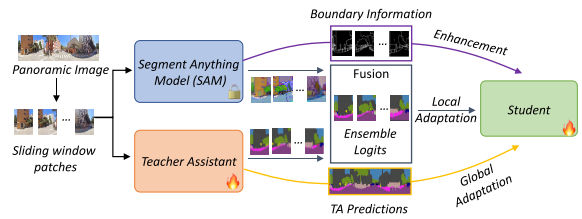 Boundary Information
Panoramic Image
Sliding window
patches
...
Segment Anything
Model (SAM)
Teacher Assistant
...
...
...
Fusion
...
Ensemble
Logits
TA Predictions
Enhancement
Local
Adaptation
Global
Adaptation
Student